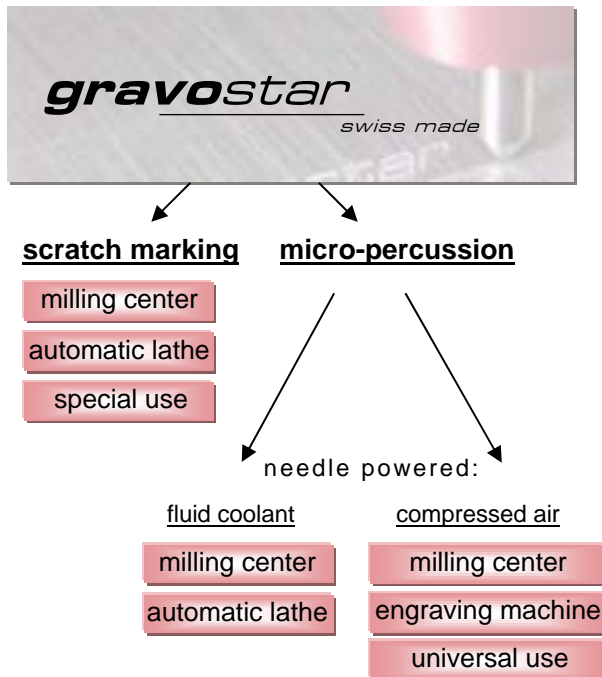 gravostar
swiss made
scratch marking
milling center
automatic lathe
special use
micro-percussion
needle powered:
fluid coolant
milling center
automatic lathe
compressed air
milling center
engraving machine
universal use